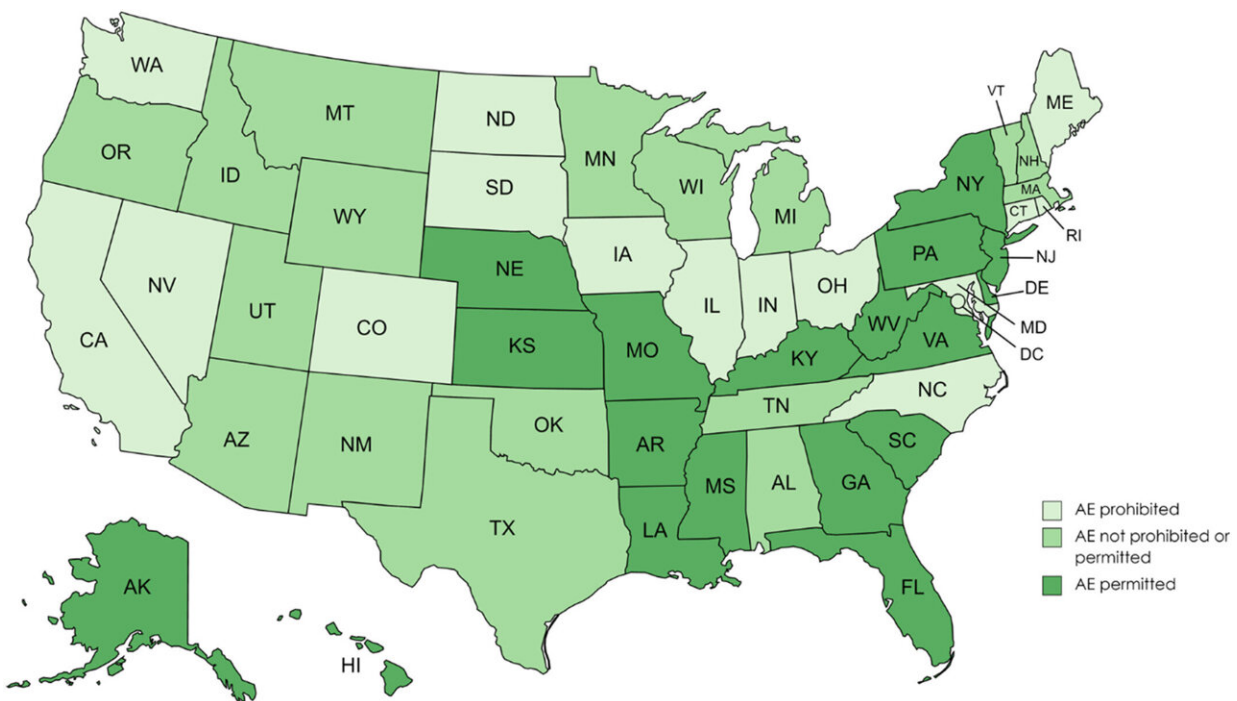 WA
MT
ND
MN
VT
ME
OR
ID
SD
WI
NH
NY
WY
MI
MA
CT
RI
IA
NE
PA
NJ
NV
OH
IL
IN
DE
UT
CO
WV
MD
CA
KS
MO
VA
KY
DC
NC
TN
AZ
OK
NM
AR
SC
MS
AL
GA
AE prohibited
TX
LA
AE not prohibited or
permitted
AK
FL
AE permitted
HI